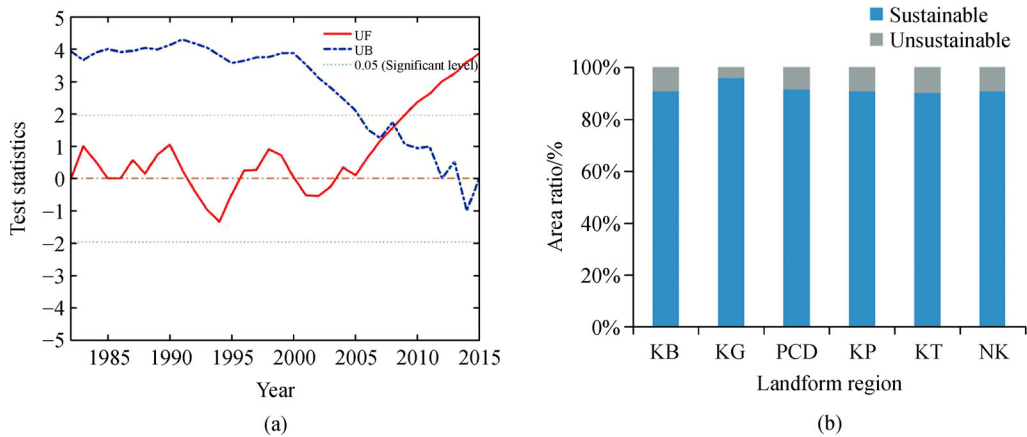 5
4
3
2
1
0
−1
−2
−3
−4
−5
Test statistics
UF
UB
0.05 (Significant level)
1985
1990
1995
2000
2005
2010
2015
Year
(a)
Sustainable
Unsustainable
100%
80%
60%
40%
20%
0%
Area ratio/%
KB
KG
PCD
KP
KT
NK
Landform region
(b)